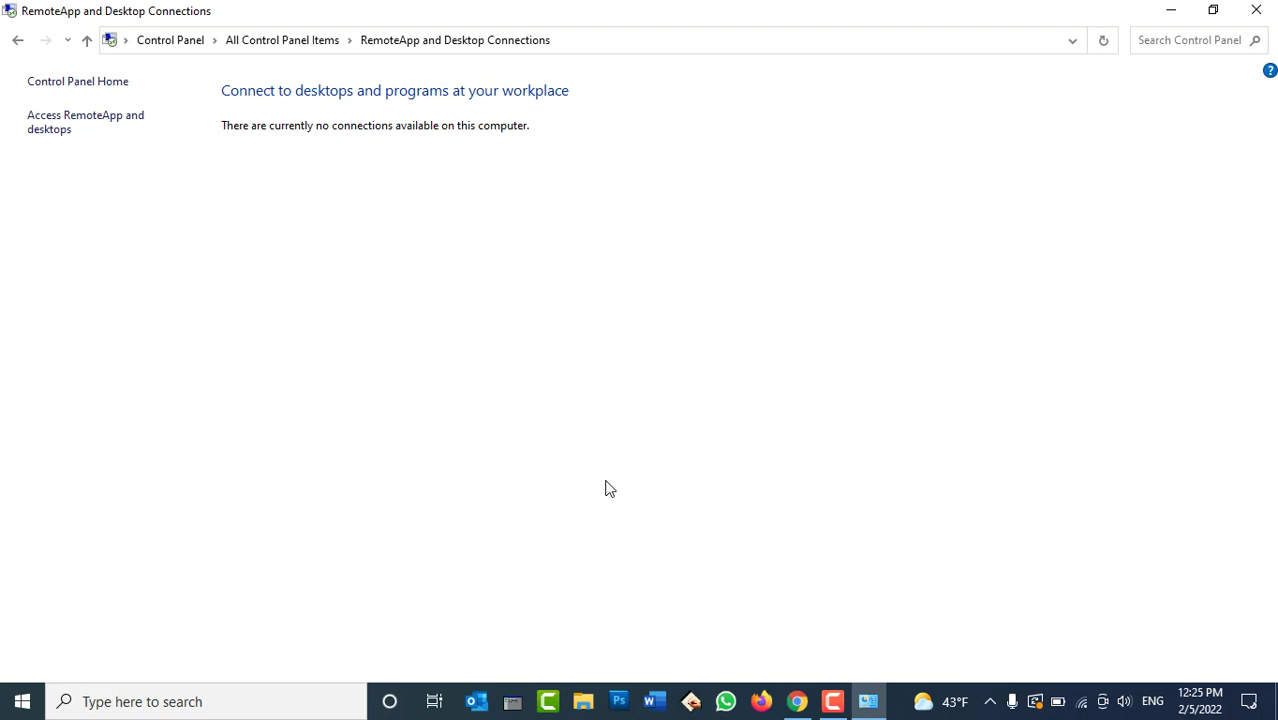 RemoteApp and Desktop Connections
Control Panel > All Control Panel Items > RemoteApp and Desktop Connections
Search Control Panel
Control Panel Home
Access RemoteApp and
desktops
Connect to desktops and programs at your workplace
There are currently no connections available on this computer.
Type here to search
43°F
ENG
12:25 PM
2/5/2022